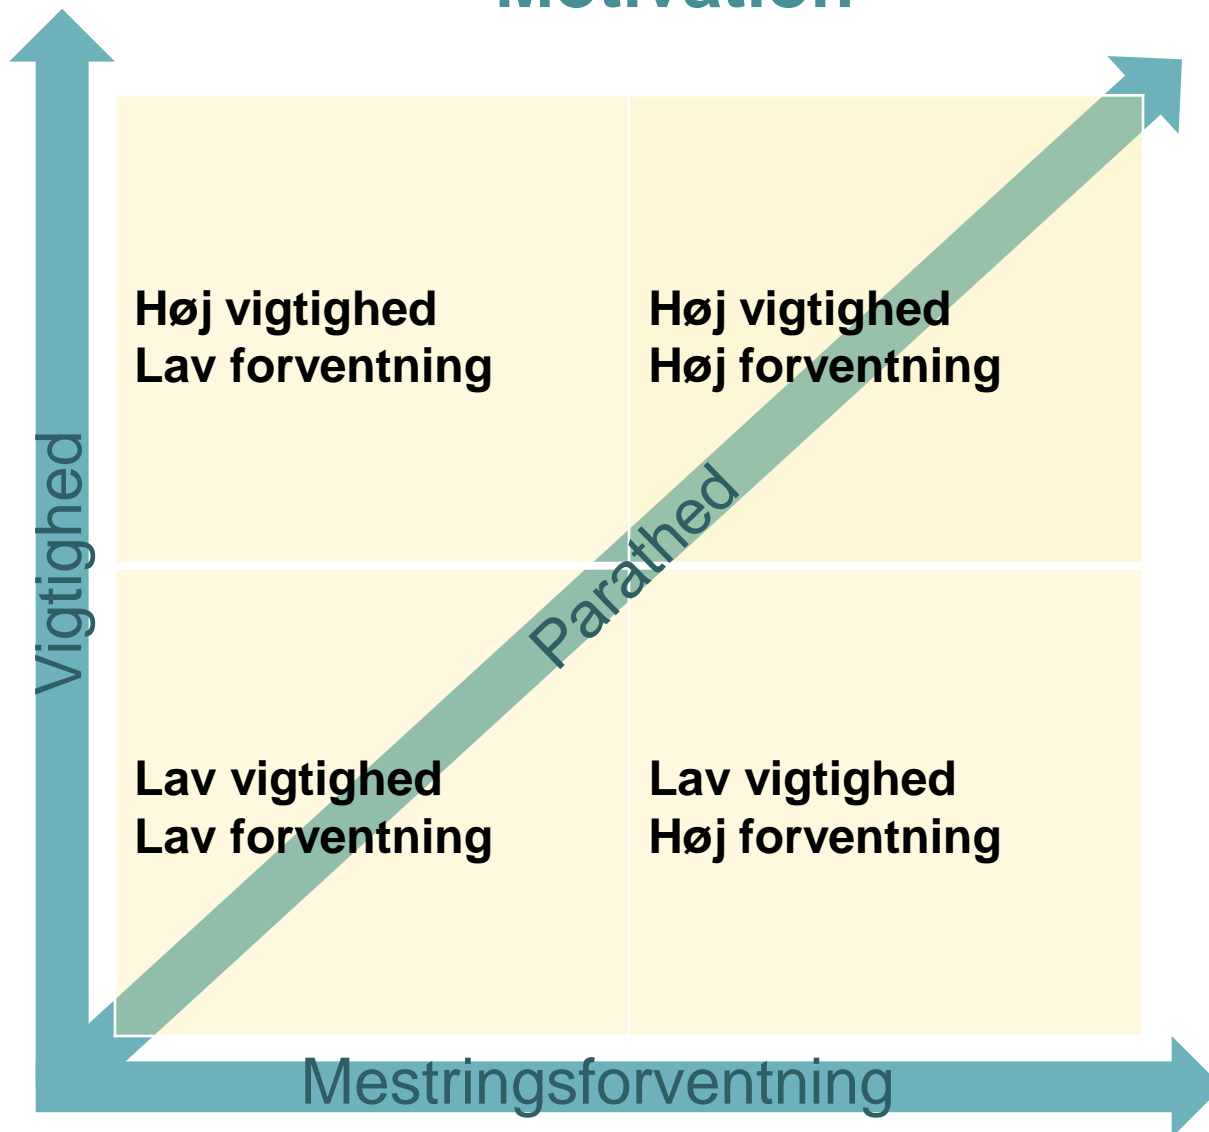 Motivation
Høj vigtighed
Lav forventning
Høj vigtighed
Høj forventning
Vigtighed
Parathed
Lav vigtighed
Lav forventning
Lav vigtighed
Høj forventning
Mestringsforventning